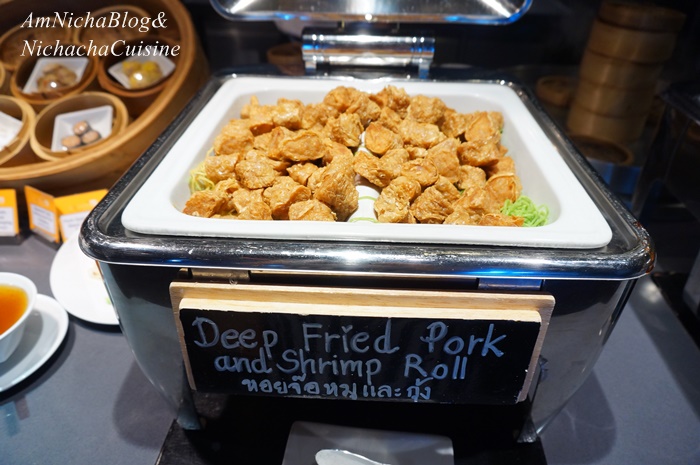 AmNichaBlog&
NichachaCuisine
Deep Fried Pork
and Shrimp Roll
หอยจ๊อหมูและกุ้ง